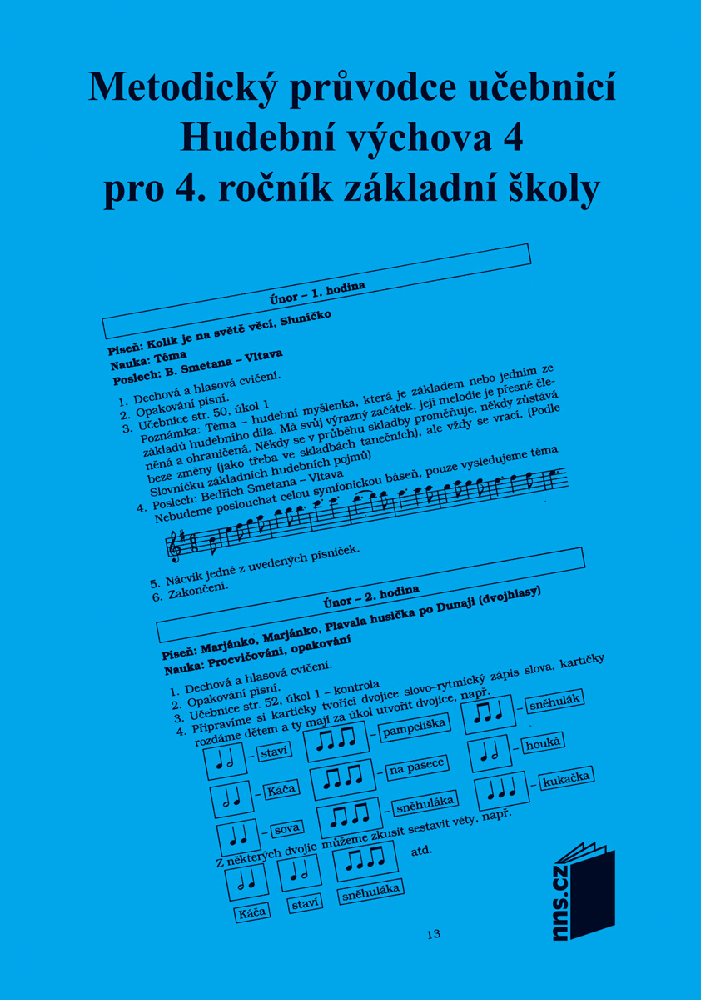 Metodický průvodce učebnicí
Hudební výchova 4
pro 4. ročník základní školy
Únor – 1. hodina
Píseň: Kolik je na světě věcí, Sluníčko
Nauka: Téma
Poslech: B. Smetana – Vltava
1. Dechová a hlasová cvičení.
2. Opakování písní.
3. Učebnice str. 50, úkol 1
Poznámka: Téma – hudební myšlenka, která je základem nebo jedním ze
základů hudebního díla. Má svůj výrazný začátek, její melodie je přesně čle-
něná a ohraničená. Někdy se v průběhu skladby proměňuje, někdy zůstává
beze změny (jako třeba ve skladbách tanečních), ale vždy se vrací. (Podle
Slovníčku základních hudebních pojmů)
4. Poslech: Bedřich Smetana – Vltava
Nebudeme poslouchat celou symfonickou báseň, pouze vysledujeme téma
6
8
5. Nácvik jedné z uvedených písniček.
6. Zakončení.
Únor – 2. hodina
Píseň: Marjánko, Marjánko, Plavala husička po Dunaji (dvojhlasy)
Nauka: Procvičování, opakování
1. Dechová a hlasová cvičení.
2. Opakování písní.
3. Učebnice str. 52, úkol 1 – kontrola
4. Připravíme si kartičky tvořící dvojice slovo–rytmický zápis slova, kartičky
rozdáme dětem a ty mají za úkol utvořit dvojice, např.
– staví – pampeliška – sněhulák
– Káča – na pasece – houká
– sova – sněhuláka – kukačka
Z některých dvojic můžeme zkusit sestavit věty, např.
atd.
Káča staví sněhuláka
13
nns.cz